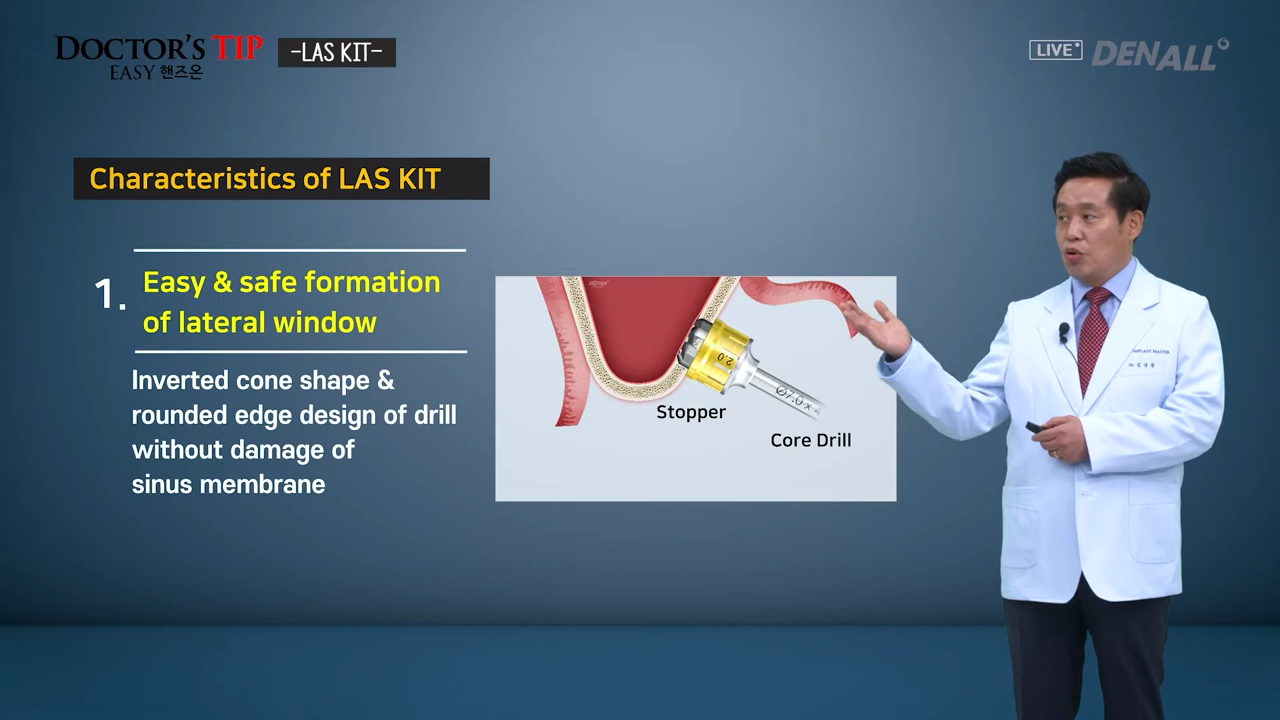 DOCTOR'S TIP
EASY 핸즈온
-LAS KIT-
LIVE
DENALL
Characteristics of LAS KIT
1.
Easy & safe formation
of lateral window
Inverted cone shape &
rounded edge design of drill
without damage of
sinus membrane
2.0
Ø7.0 x
Stopper
Core Drill
IMPLANT MASTER